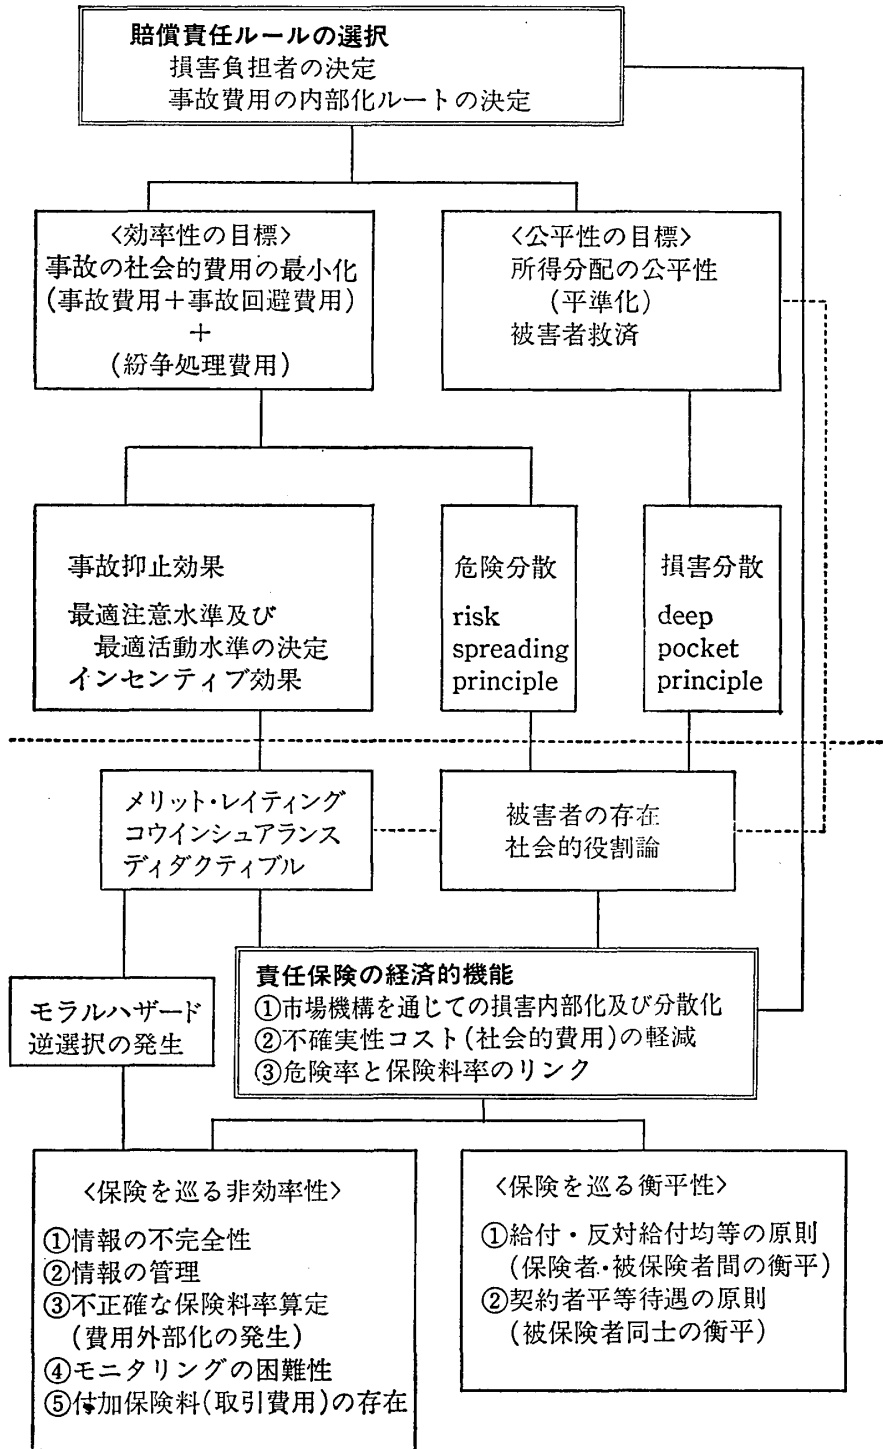 賠償責任ルールの選択
損害負担者の決定
事故費用の内部化ルートの決定
〈効率性の目標〉
事故の社会的費用の最小化
(事故費用＋事故回避費用)
＋
(紛争処理費用)
〈公平性の目標〉
所得分配の公平性
(平準化)
被害者救済
事故抑止効果
最適注意水準及び
最適活動水準の決定
インセンティブ効果
危険分散
risk
spreading
principle
損害分散
deep
pocket
principle
メリット・レイティング
コウインシュアランス
ディダクティブル
被害者の存在
社会的役割論
モラルハザード
逆選択の発生
責任保険の経済的機能
①市場機構を通じての損害内部化及び分散化
②不確実性コスト(社会的費用)の軽減
③危険率と保険料率のリンク
〈保険を巡る非効率性〉
①情報の不完全性
②情報の管理
③不正確な保険料率算定
(費用外部化の発生)
④モニタリングの困難性
⑤付加保険料(取引費用)の存在
〈保険を巡る衡平性〉
①給付・反対給付均等の原則
(保険者・被保険者間の衡平)
②契約者平等待遇の原則
(被保険者同士の衡平)